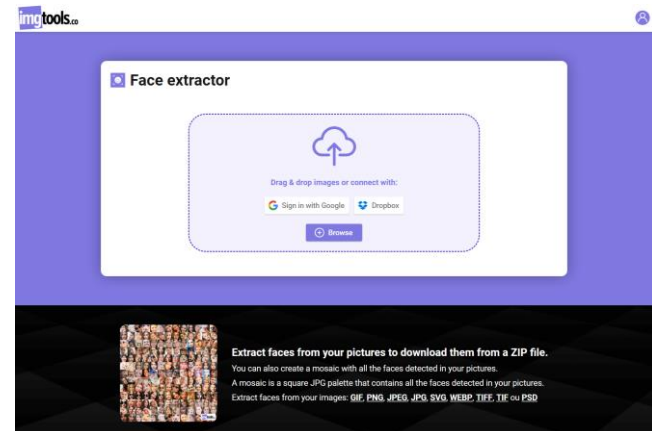 imgtools.co
Face extractor
Drag & drop images or connect with:
Sign in with Google
Dropbox
Browse
Extract faces from your pictures to download them from a ZIP file.
You can also create a mosaic with all the faces detected in your pictures.
A mosaic is a square JPG palette that contains all the faces detected in your pictures.
Extract faces from your images: GIF, PNG, JPEG, JPG, SVG, WEBP, TIFF, TIF ou PSD